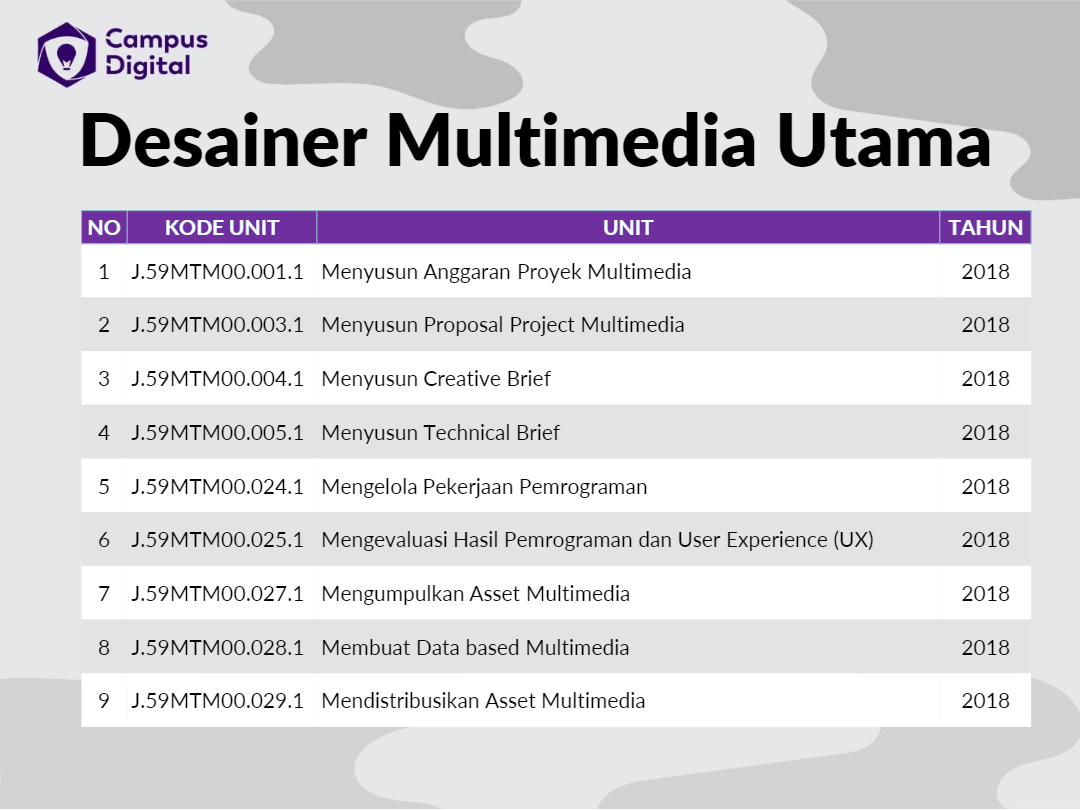 Campus
Digital
Desainer Multimedia Utama
NO KODE UNIT UNIT TAHUN
1 J.59MTM00.001.1 Menyusun Anggaran Proyek Multimedia 2018
2 J.59MTM00.003.1 Menyusun Proposal Project Multimedia 2018
3 J.59MTM00.004.1 Menyusun Creative Brief 2018
4 J.59MTM00.005.1 Menyusun Technical Brief 2018
5 J.59MTM00.024.1 Mengelola Pekerjaan Pemrograman 2018
6 J.59MTM00.025.1 Mengevaluasi Hasil Pemrograman dan User Experience (UX) 2018
7 J.59MTM00.027.1 Mengumpulkan Asset Multimedia 2018
8 J.59MTM00.028.1 Membuat Data based Multimedia 2018
9 J.59MTM00.029.1 Mendistribusikan Asset Multimedia 2018